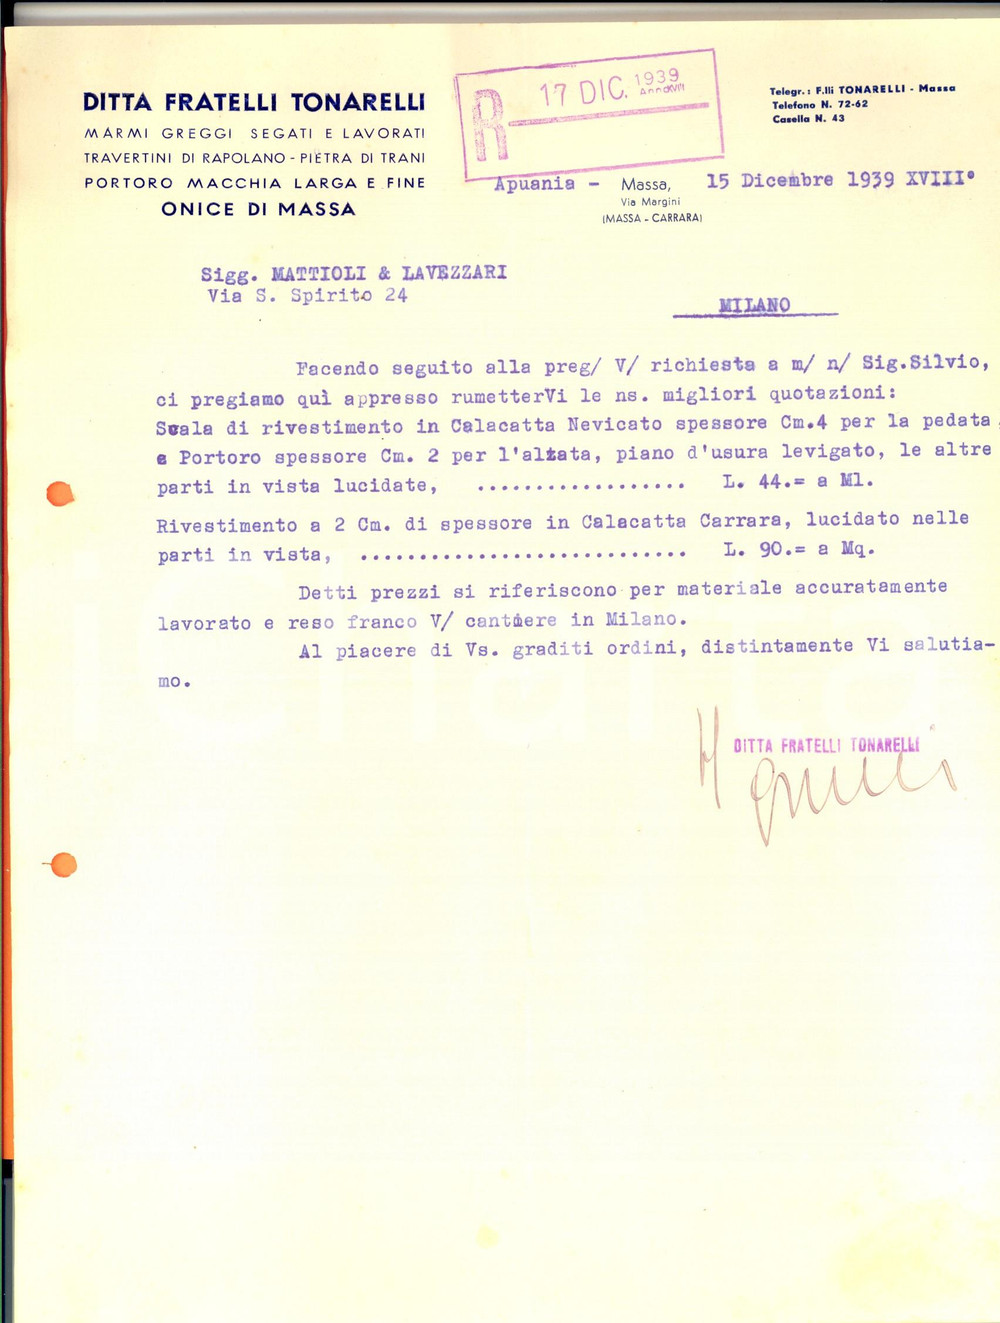 DITTA FRATELLI TONARELLI
MARMI GREGGI SEGATI E LAVORATI
TRAVERTINI DI RAPOLANO - PIETRA DI TRANI
PORTORO MACCHIA LARGA E FINE
ONICE DI MASSA
R 17 DIC. 1939
Anno XVIII
Telegr.: F.lli TONARELLI - Massa
Telefono N. 72-62
Casella N. 43
Apuania - Massa, 15 Dicembre 1939 XVIII°
Via Margini
(MASSA - CARRARA)
Sigg. MATTIOLI & LAVEZZARI
Via S. Spirito 24
MILANO
Facendo seguito alla preg/ V/ richiesta a m/ n/ Sig.Silvio,
ci pregiamo quì appresso rumetterVi le ns. migliori quotazioni:
Scala di rivestimento in Calacatta Nevicato spessore Cm.4 per la pedata,
e Portoro spessore Cm. 2 per l'alzata, piano d'usura levigato, le altre
parti in vista lucidate, .................. L. 44.= a Ml.
Rivestimento a 2 Cm. di spessore in Calacatta Carrara, lucidato nelle
parti in vista, ............................ L. 90.= a Mq.
Detti prezzi si riferiscono per materiale accuratamente
lavorato e reso franco V/ cantiere in Milano.
Al piacere di Vs. graditi ordini, distintamente Vi salutia-
mo.
DITTA FRATELLI TONARELLI